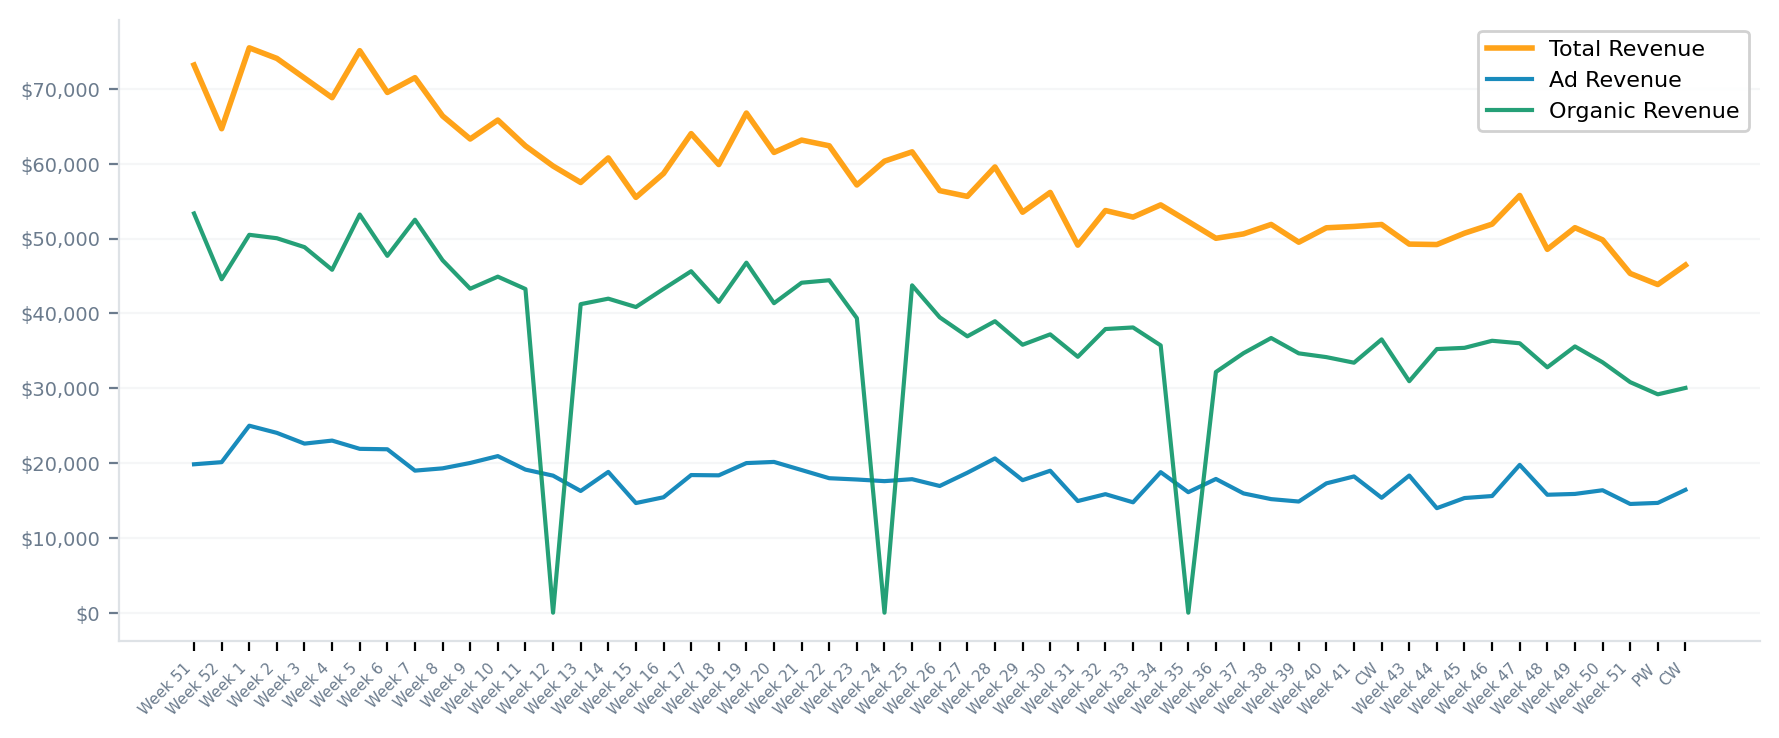 Total Revenue
Ad Revenue
Organic Revenue
$70,000
$60,000
$50,000
$40,000
$30,000
$20,000
$10,000
$0
Week 51
Week 52
Week 1
Week 2
Week 3
Week 4
Week 5
Week 6
Week 7
Week 8
Week 9
Week 10
Week 11
Week 12
Week 13
Week 14
Week 15
Week 16
Week 17
Week 18
Week 19
Week 20
Week 21
Week 22
Week 23
Week 24
Week 25
Week 26
Week 27
Week 28
Week 29
Week 30
Week 31
Week 32
Week 33
Week 34
Week 35
Week 36
Week 37
Week 38
Week 39
Week 40
Week 41
CW
Week 43
Week 44
Week 45
Week 46
Week 47
Week 48
Week 49
Week 50
Week 51
PW
CW